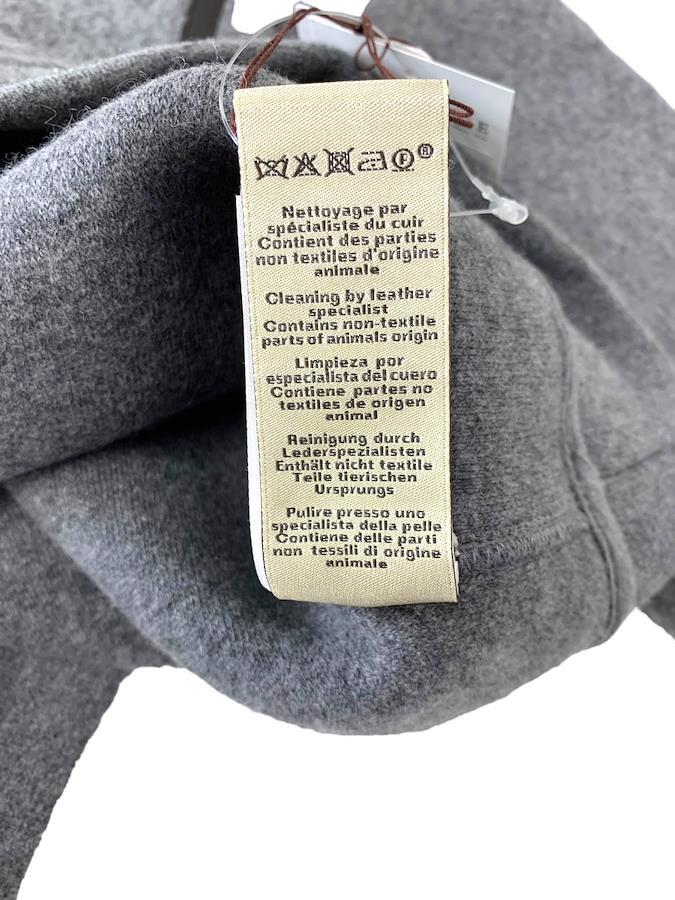 Nettoyage par
spécialiste du cuir
Contient des parties
non textiles d'origine
animale
Cleaning by leather
specialist
Contains non-textile
parts of animals origin
Limpieza por
especialista del cuero
Contiene partes no
textiles de origen
animal
Reinigung durch
Lederspezialisten
Enthält nicht textile
Teile tierischen
Ursprungs
Pulire presso uno
specialista della pelle
Contiene delle parti
non tessili di origine
animale